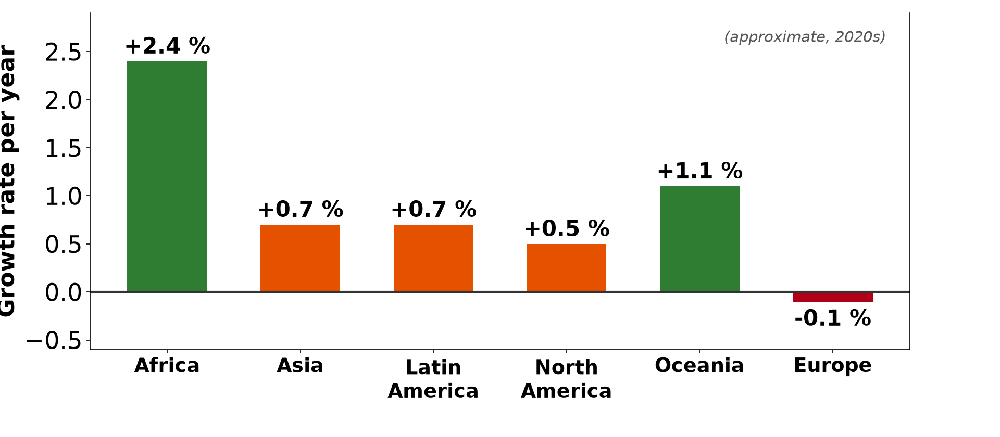 Growth rate per year
2.5
2.0
1.5
1.0
0.5
0.0
−0.5
(approximate, 2020s)
+2.4 %
+0.7 %
+0.7 %
+0.5 %
+1.1 %
-0.1 %
Africa
Asia
Latin
America
North
America
Oceania
Europe